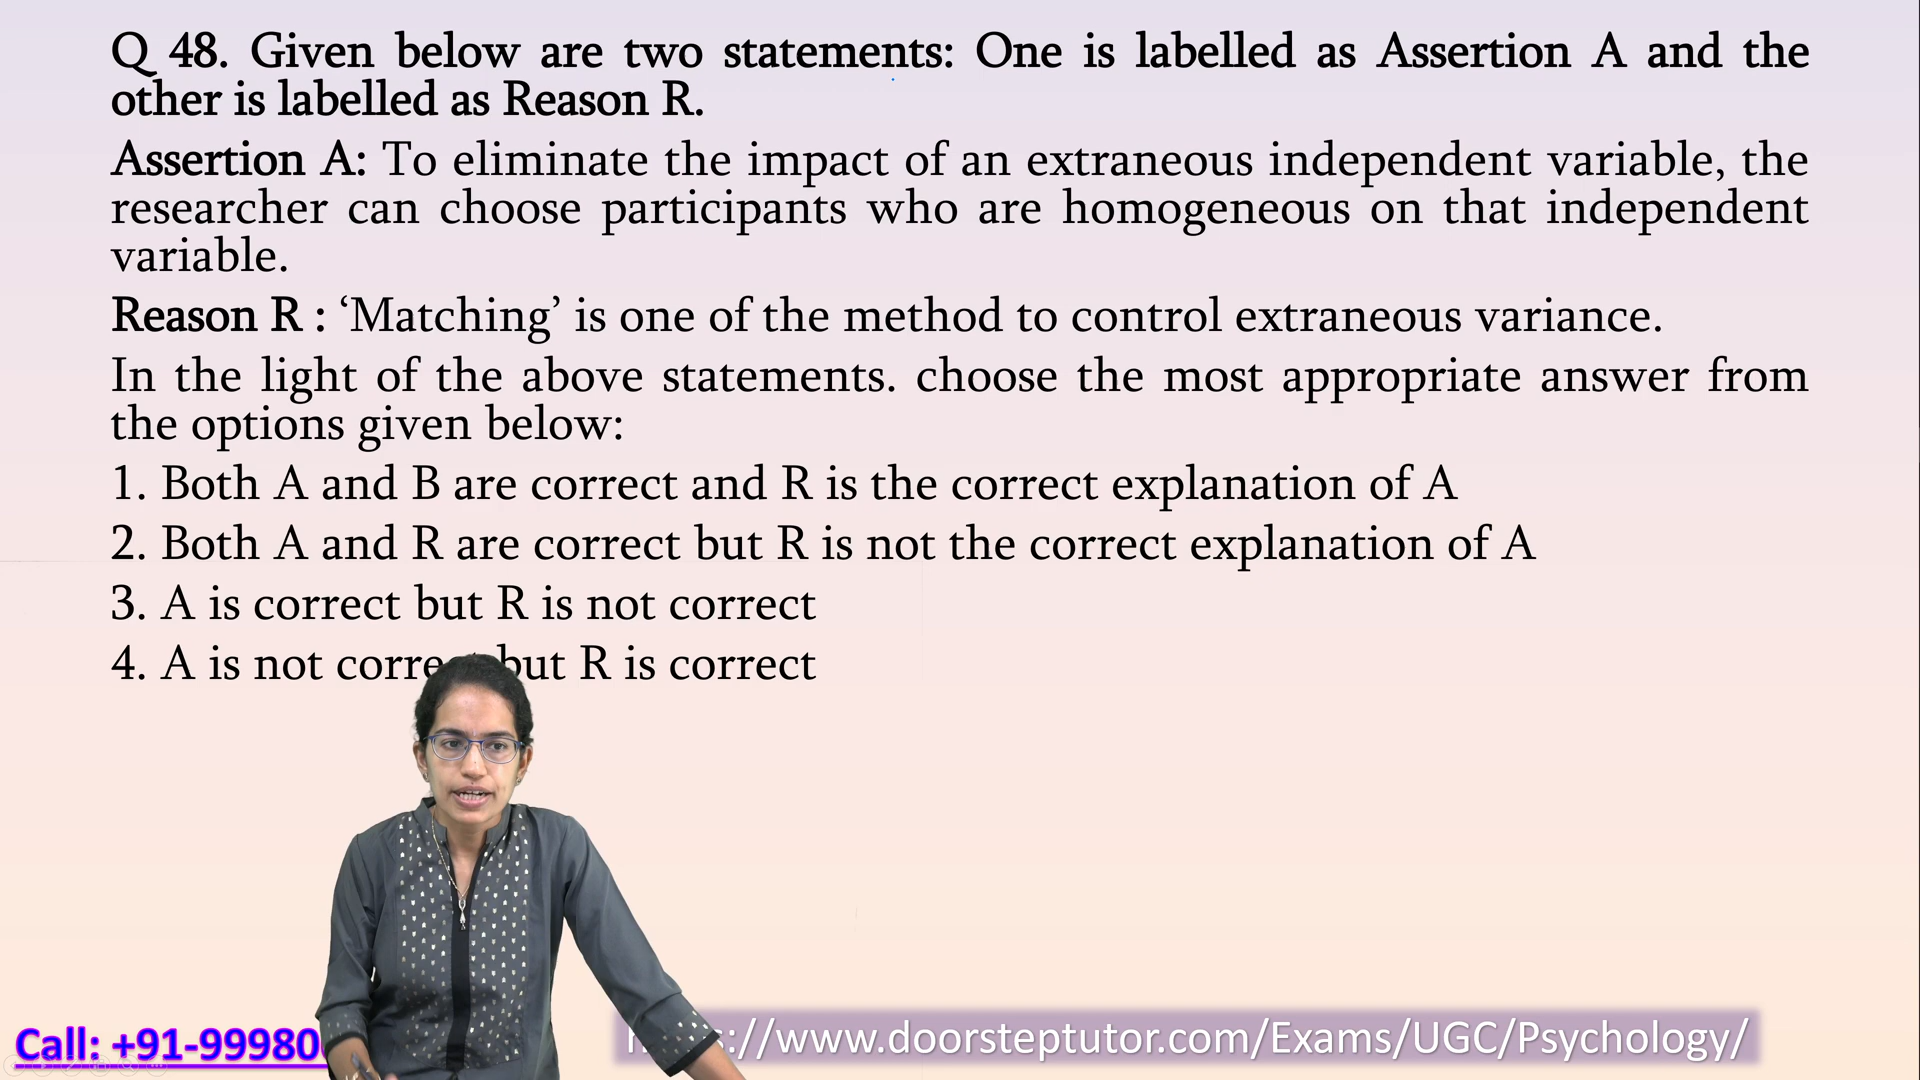 Q 48. Given below are two statements: One is labelled as Assertion A and the
other is labelled as Reason R.
Assertion A: To eliminate the impact of an extraneous independent variable, the
researcher can choose participants who are homogeneous on that independent
variable.
Reason R : ‘Matching’ is one of the method to control extraneous variance.
In the light of the above statements. choose the most appropriate answer from
the options given below:
1. Both A and B are correct and R is the correct explanation of A
2. Both A and R are correct but R is not the correct explanation of A
3. A is correct but R is not correct
4. A is not but R is correct
Call: +91-99980
://www.doorsteptutor.com/Exams/UGC/Psychology/